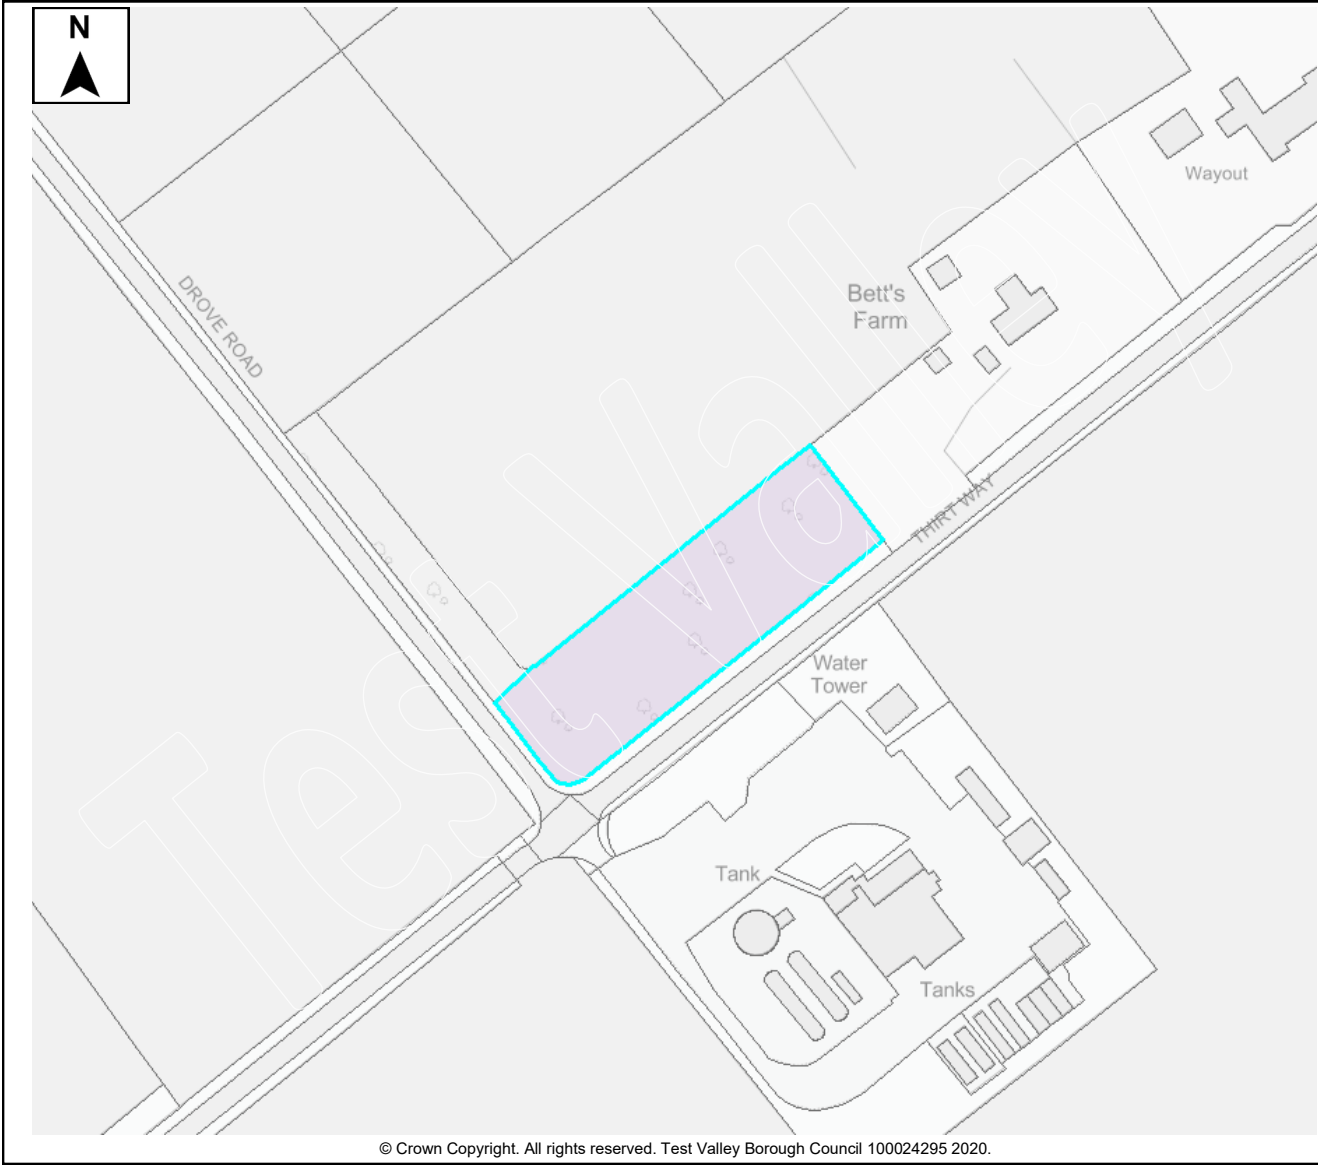 N
Wayout
DROVE ROAD
Bett's
Farm
THIRT WAY
Water
Tower
Tank
Tanks
Test Valley
© Crown Copyright. All rights reserved. Test Valley Borough Council 100024295 2020.